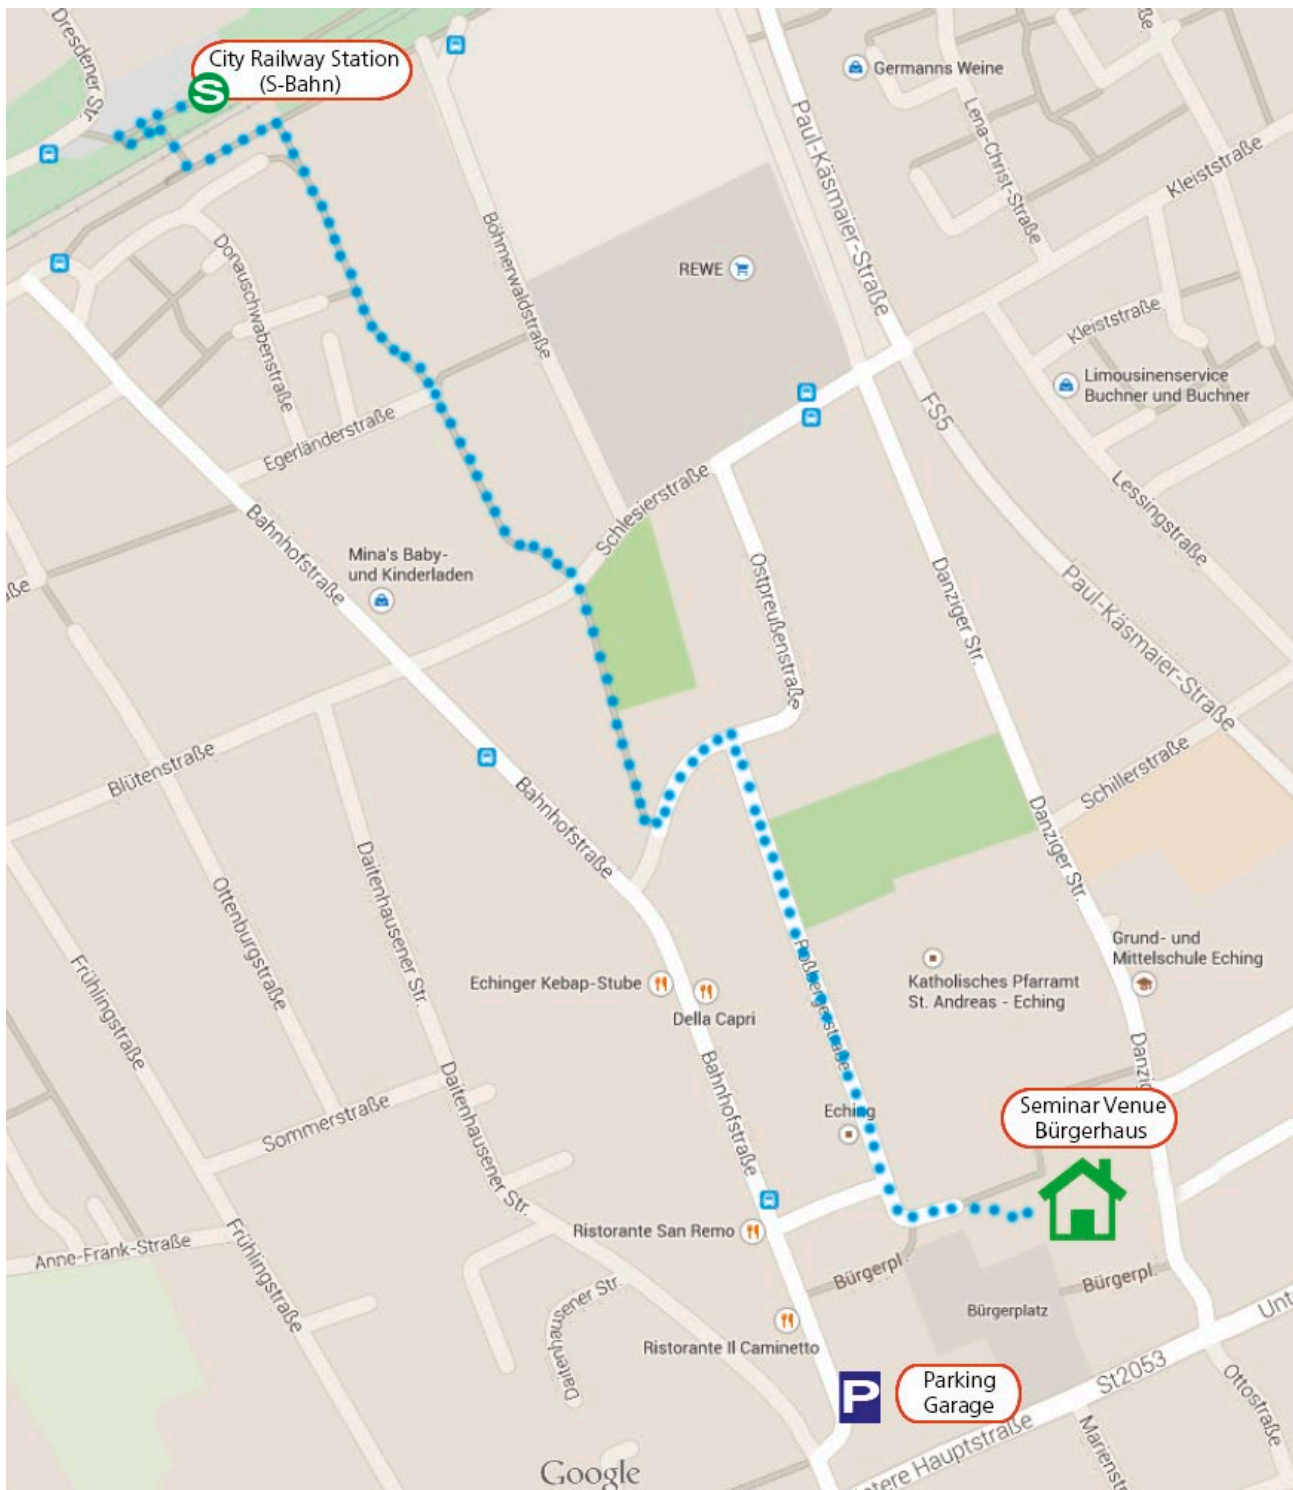 Dresdener Str.
City Railway Station
(S-Bahn)
S
Germanns Weine
Paul-Käsmaier-Straße
Lena-Christ-Straße
Kleiststraße
Böhmerwaldstraße
Donauschwabenstraße
REWE
Kleiststraße
Limousinenservice
Buchner und Buchner
FS5
Egerländerstraße
Schlesierstraße
Lessingstraße
Bahnhofstraße
Mina's Baby-
und Kinderladen
Ostpreußenstraße
Danziger Str.
Paul-Käsmaier-Straße
Blütenstraße
Bahnhofstraße
Schillerstraße
Danziger Str.
Daitenhausener Str.
Ottenburgstraße
Frühlingstraße
Grund- und
Mittelschule Eching
Echinger Kebap-Stube
Della Capri
Roßbergerstraße
Katholisches Pfarramt
St. Andreas - Eching
Bahnhofstraße
Daitenhausener Str.
Sommerstraße
Eching
Seminar Venue
Bürgerhaus
Ristorante San Remo
Anne-Frank-Straße
Frühlingstraße
Bürgerpl.
Bürgerpl.
Daitenhausener Str.
Bürgerplatz
Ristorante Il Caminetto
P
Parking
Garage
St2053
Ottostraße
Google